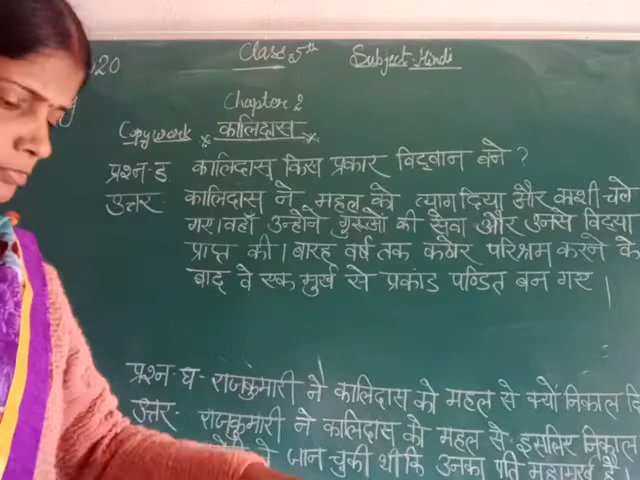 2020 Class 5th Subject:Hindi
Chapter 2
Copywork कालिदास
प्रश्न-ड कालिदास किस प्रकार विद्वान बने ?
उत्तर कालिदास ने महल को त्याग दिया और काशी चले
गए। वहाँ उन्होंने गुरुओं की सेवा और उनसे विद्या
प्राप्त की। बारह वर्ष तक कठोर परिश्रम करने के
बाद वे एक मुर्ख से प्रकांड पण्डित बन गए।
प्रश्न-घ- राजकुमारी ने कालिदास को महल से क्यों निकाल
उत्तर- राजकुमारी ने कालिदास को महल से इसलिए निकाल
जान चुकी थी कि उनका पति महामूर्ख है।